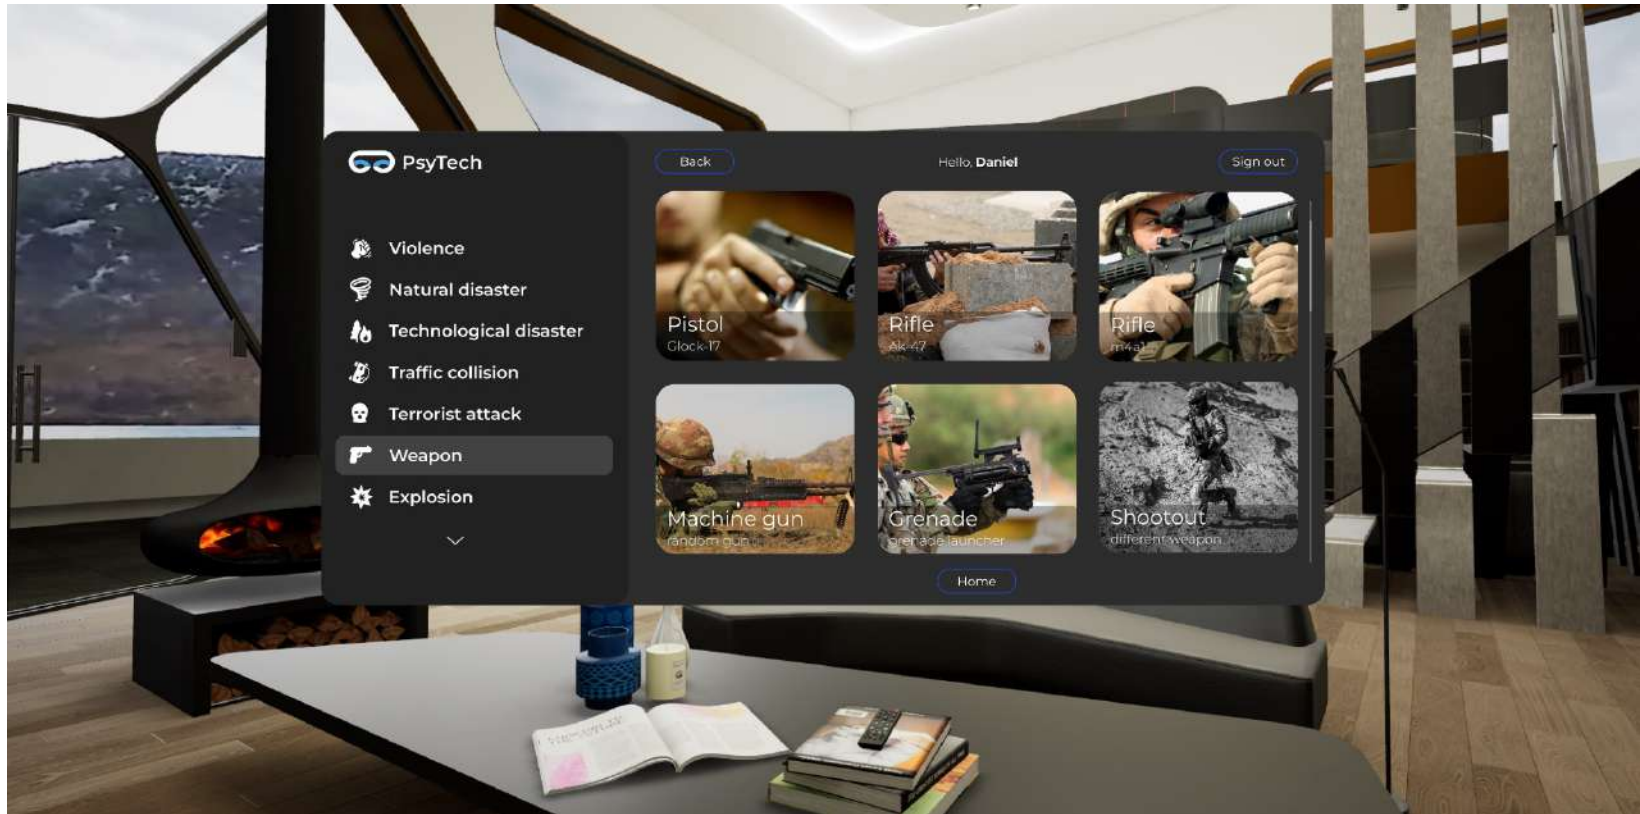 PsyTech
Violence
Natural disaster
Technological disaster
Traffic collision
Terrorist attack
Weapon
Explosion
Back
Hello, Daniel
Sign out
Pistol
Glock-17
Rifle
Ak-47
Rifle
m4a1
Machine gun
random gun
Grenade
grenade launcher
Shootout
different weapon
Home